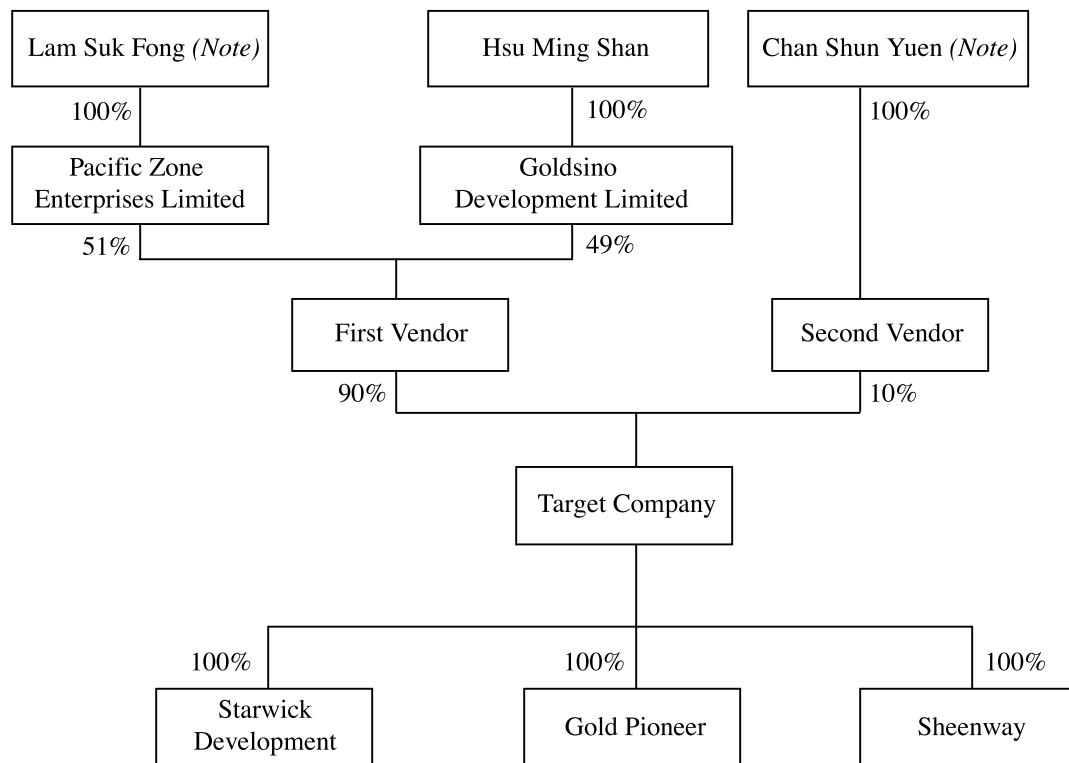 Lam Suk Fong (Note)
Hsu Ming Shan
Chan Shun Yuen (Note)
100%
100%
100%
Pacific Zone
Enterprises Limited
Goldsino
Development Limited
51%
49%
First Vendor
Second Vendor
90%
10%
Target Company
100%
100%
100%
Starwick
Development
Gold Pioneer
Sheenway